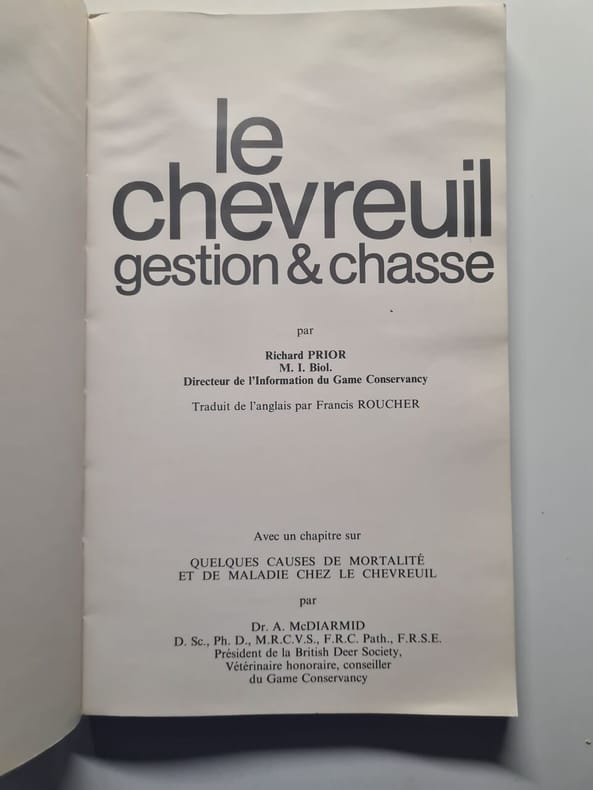 le
chevreuil
gestion & chasse
par
Richard PRIOR
M. I. Biol.
Directeur de l'Information du Game Conservancy
Traduit de l'anglais par Francis ROUCHER
Avec un chapitre sur
QUELQUES CAUSES DE MORTALITÉ
ET DE MALADIE CHEZ LE CHEVREUIL
par
Dr. A. McDIARMID
D. Sc., Ph. D., M.R.C.V.S., F.R.C. Path., F.R.S.E.
Président de la British Deer Society,
Vétérinaire honoraire, conseiller
du Game Conservancy